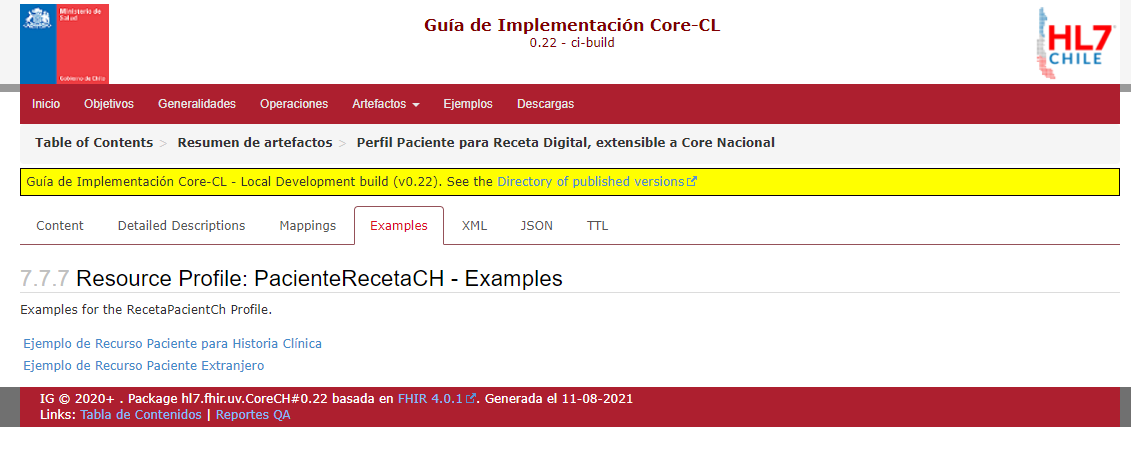 Ministerio de
Salud
Gobierno de Chile
Guía de Implementación Core-CL
0.22 - ci-build
HL7
CHILE
Inicio Objetivos Generalidades Operaciones Artefactos Ejemplos Descargas
Table of Contents > Resumen de artefactos > Perfil Paciente para Receta Digital, extensible a Core Nacional
Guía de Implementación Core-CL - Local Development build (v0.22). See the Directory of published versions
Content Detailed Descriptions Mappings Examples XML JSON TTL
7.7.7 Resource Profile: PacienteRecetaCH - Examples
Examples for the RecetaPacientCh Profile.
Ejemplo de Recurso Paciente para Historia Clínica
Ejemplo de Recurso Paciente Extranjero
IG © 2020+ . Package hl7.fhir.uv.CoreCH#0.22 basada en FHIR 4.0.1 . Generada el 11-08-2021
Links: Tabla de Contenidos | Reportes QA